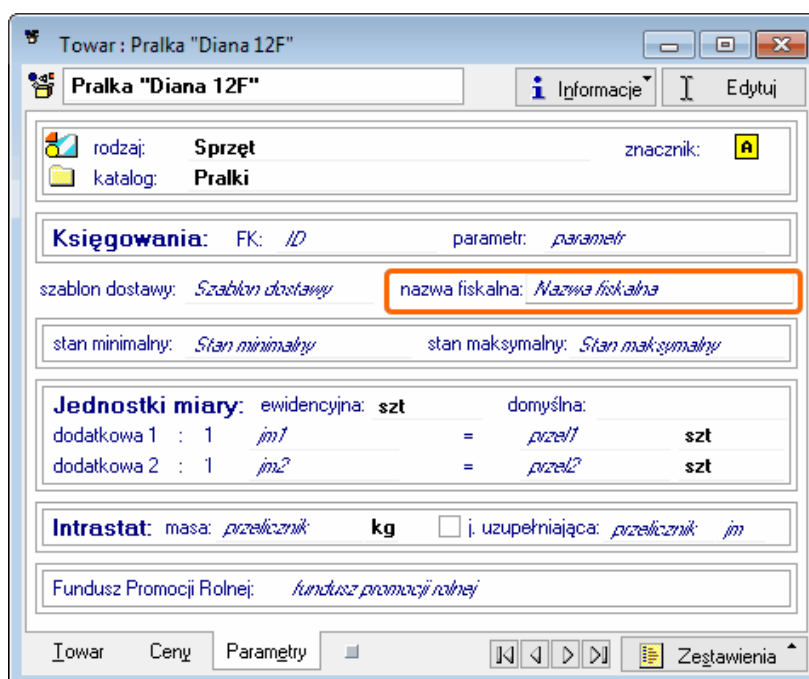 Towar : Pralka "Diana 12F"
Pralka "Diana 12F" Informacje Edytuj
rodzaj: Sprzęt znacznik: A
katalog: Pralki
Księgowania: FK: ID parametr: parametr
szablon dostawy: Szablon dostawy nazwa fiskalna: Nazwa fiskalna
stan minimalny: Stan minimalny stan maksymalny: Stan maksymalny
Jednostki miary: ewidencyjna: szt domyślna:
dodatkowa 1 : 1 jm1 = przel1 szt
dodatkowa 2 : 1 jm2 = przel2 szt
Intrastat: masa: przelicznik kg j. uzupełniająca: przelicznik jm
Fundusz Promocji Rolnej: fundusz promocji rolnej
Towar Ceny Parametry Zestawienia